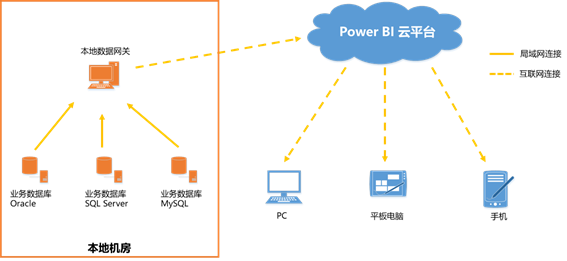 Power BI 云平台
本地数据网关
局域网连接
互联网连接
业务数据库
Oracle
业务数据库
SQL Server
业务数据库
MySQL
PC
平板电脑
手机
本地机房